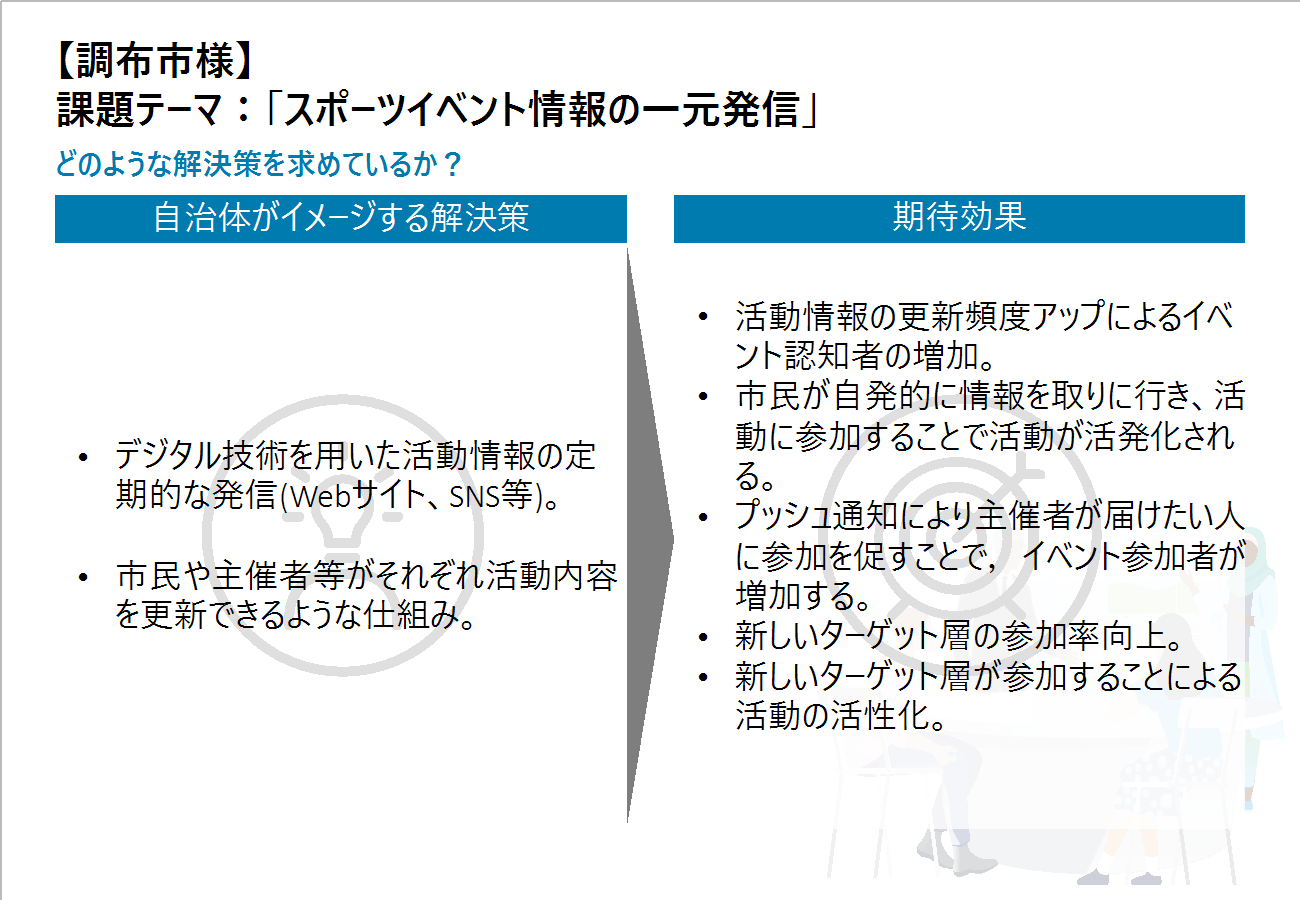 【調布市様】
課題テーマ：「スポーツイベント情報の一元発信」
どのような解決策を求めているか？
自治体がイメージする解決策
• デジタル技術を用いた活動情報の定
期的な発信(Webサイト、SNS等)。
• 市民や主催者等がそれぞれ活動内容
を更新できるような仕組み。
期待効果
• 活動情報の更新頻度アップによるイベ
ント認知者の増加。
• 市民が自発的に情報を取りに行き、活
動に参加することで活動が活発化され
る。
• プッシュ通知により主催者が届けたい人
に参加を促すことで，イベント参加者が
増加する。
• 新しいターゲット層の参加率向上。
• 新しいターゲット層が参加することによる
活動の活性化。